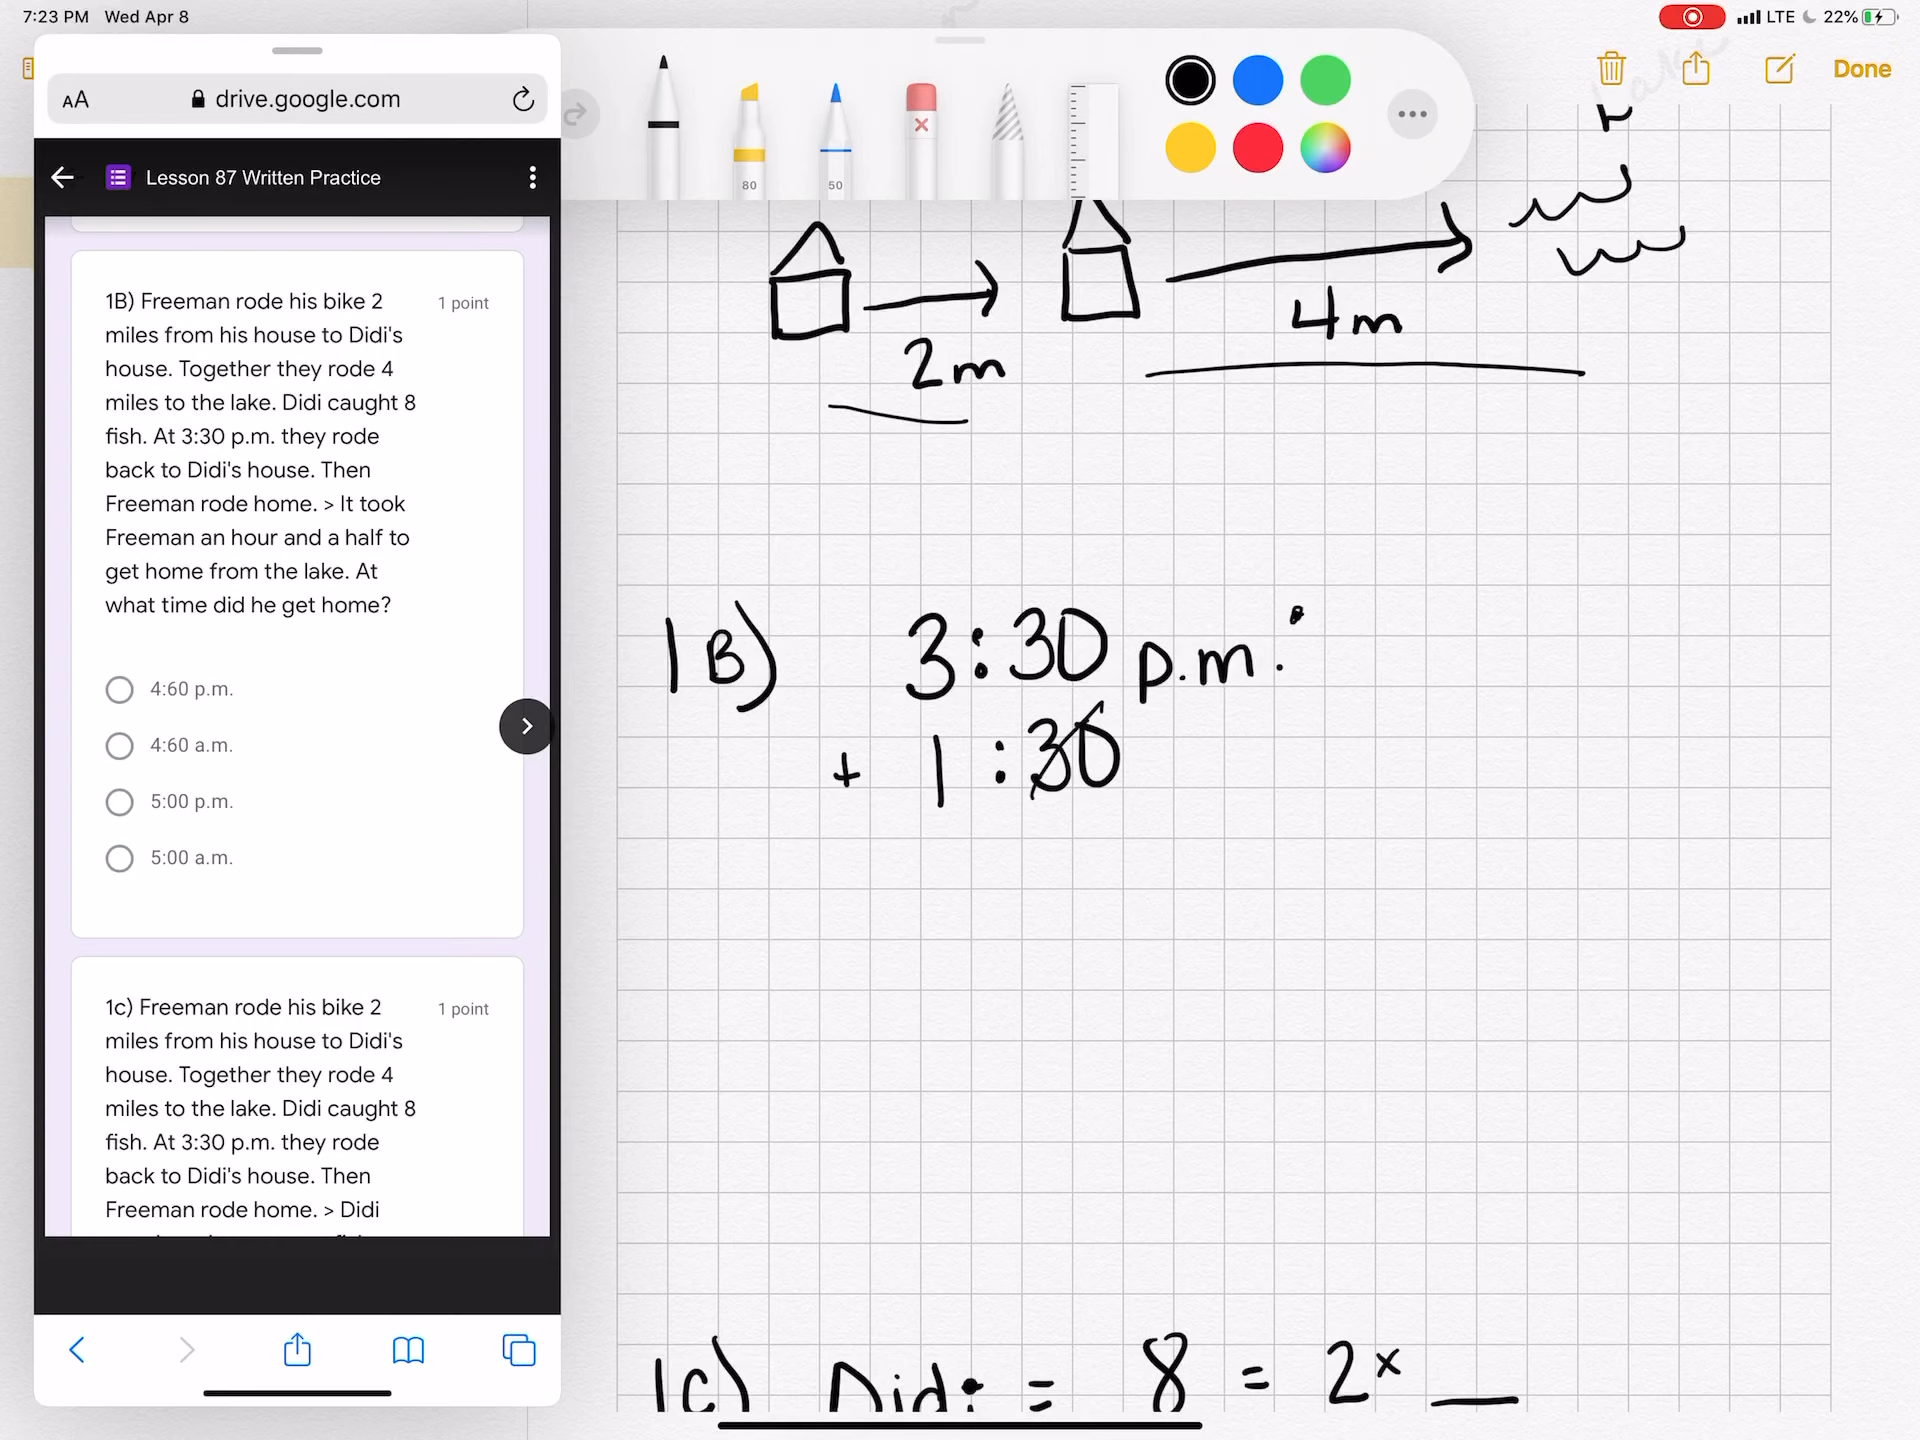 7:23 PM Wed Apr 8
LTE 22%
AA drive.google.com
Done
80
50
Lesson 87 Written Practice
1B) Freeman rode his bike 2
1 point
miles from his house to Didi's
house. Together they rode 4
miles to the lake. Didi caught 8
fish. At 3:30 p.m. they rode
back to Didi's house. Then
Freeman rode home. > It took
Freeman an hour and a half to
get home from the lake. At
what time did he get home?
4:60 p.m.
4:60 a.m.
5:00 p.m.
5:00 a.m.
1c) Freeman rode his bike 2
1 point
miles from his house to Didi's
house. Together they rode 4
miles to the lake. Didi caught 8
fish. At 3:30 p.m. they rode
back to Didi's house. Then
Freeman rode home. > Didi
2m
4m
1B) 3:30 p.m.
+ 1:30
1c) Didi = 8 = 2x __